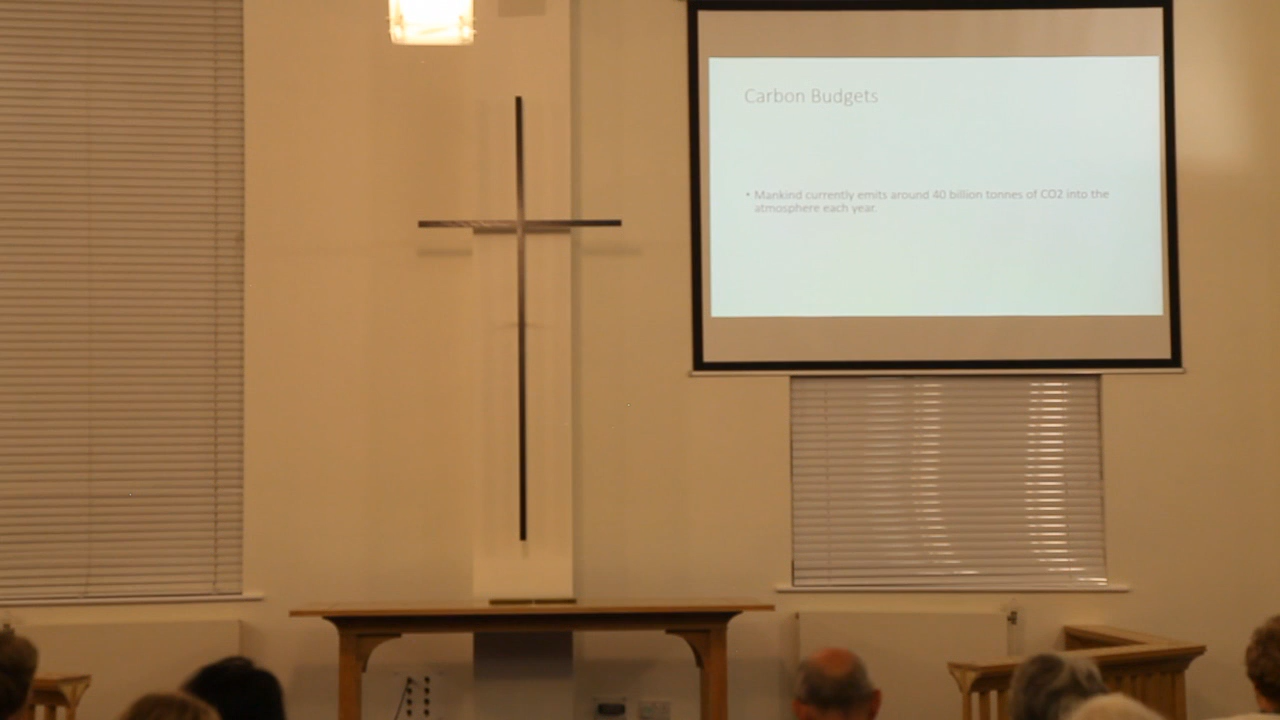 Carbon Budgets
• Mankind currently emits around 40 billion tonnes of CO2 into the
atmosphere each year.